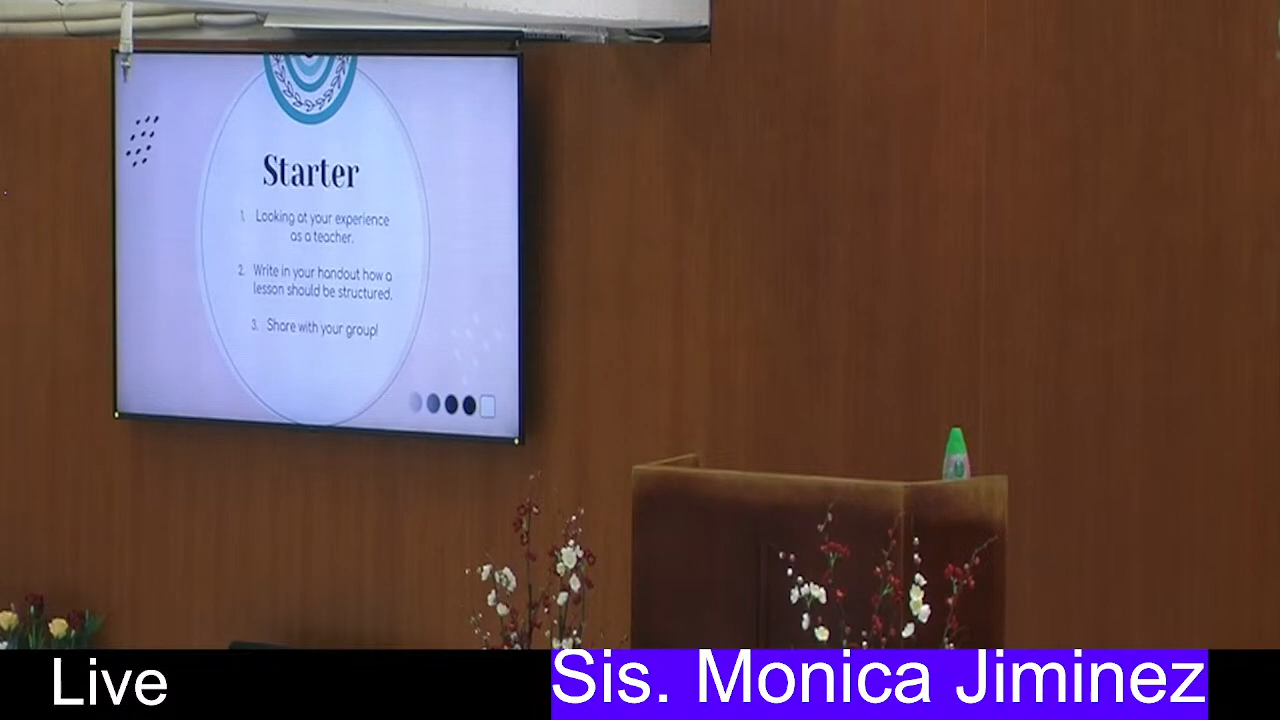 Starter
1. Looking at your experience
as a teacher.
2. Write in your handout how a
lesson should be structured.
3. Share with your group!
Live
Sis. Monica Jiminez